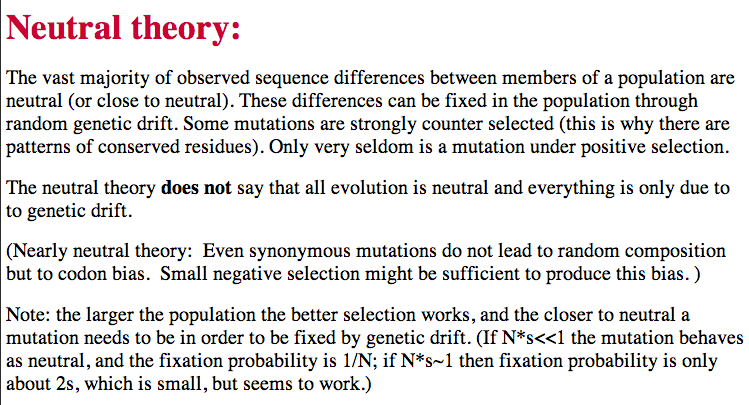 Neutral theory:
The vast majority of observed sequence differences between members of a population are
neutral (or close to neutral). These differences can be fixed in the population through
random genetic drift. Some mutations are strongly counter selected (this is why there are
patterns of conserved residues). Only very seldom is a mutation under positive selection.
The neutral theory does not say that all evolution is neutral and everything is only due to
to genetic drift.
(Nearly neutral theory:  Even synonymous mutations do not lead to random composition
but to codon bias.  Small negative selection might be sufficient to produce this bias. )
Note: the larger the population the better selection works, and the closer to neutral a
mutation needs to be in order to be fixed by genetic drift. (If N*s<<1 the mutation behaves
as neutral, and the fixation probability is 1/N; if N*s~1 then fixation probability is only
about 2s, which is small, but seems to work.)